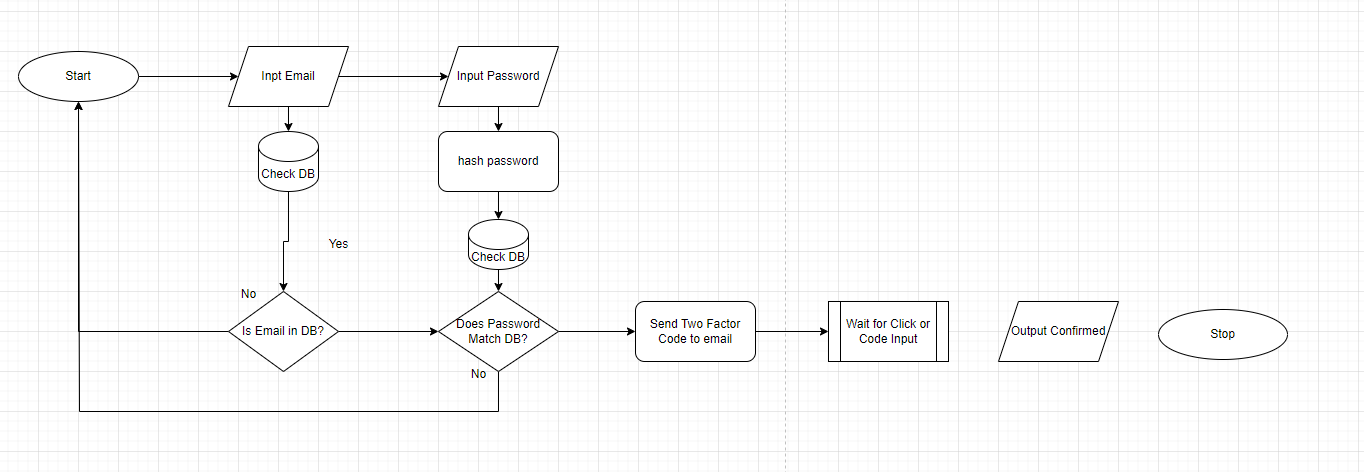 Start
Inpt Email
Input Password
Check DB
hash password
Yes
Check DB
No
Is Email in DB?
Does Password
Match DB?
No
Send Two Factor
Code to email
Wait for Click or
Code Input
Output Confirmed
Stop